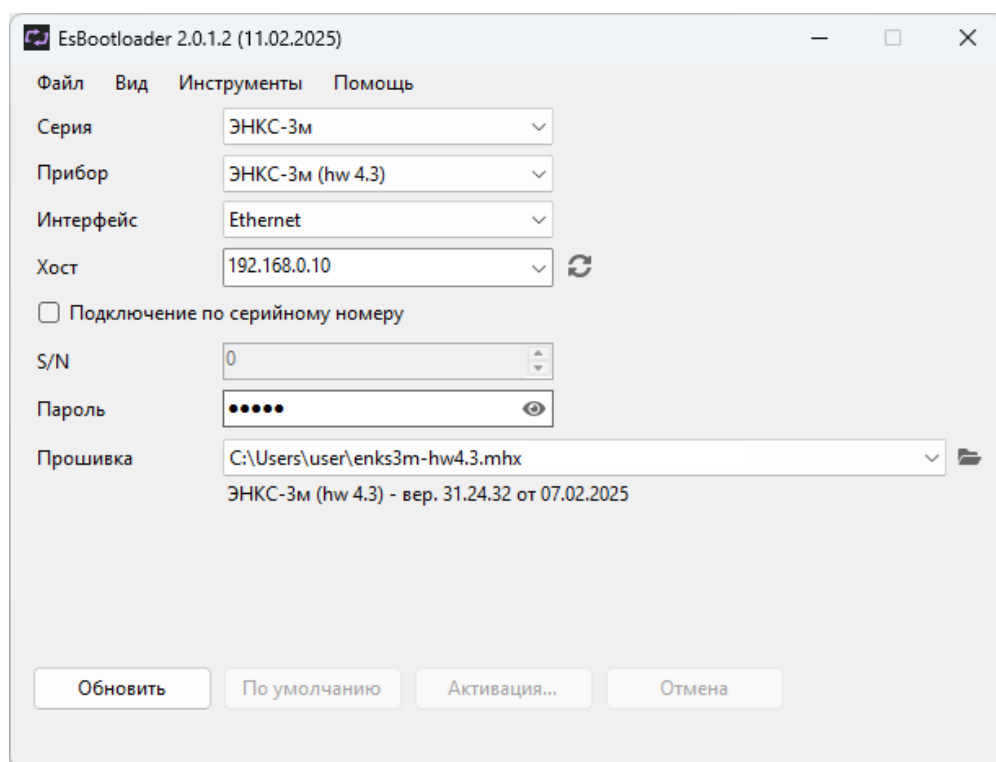 EsBootloader 2.0.1.2 (11.02.2025)
Файл Вид Инструменты Помощь
Серия ЭНКС-3м
Прибор ЭНКС-3м (hw 4.3)
Интерфейс Ethernet
Хост 192.168.0.10
Подключение по серийному номеру
S/N 0
Пароль •••••
Прошивка C:\Users\user\enks3m-hw4.3.mhx
ЭНКС-3м (hw 4.3) - вер. 31.24.32 от 07.02.2025
Обновить По умолчанию Активация... Отмена